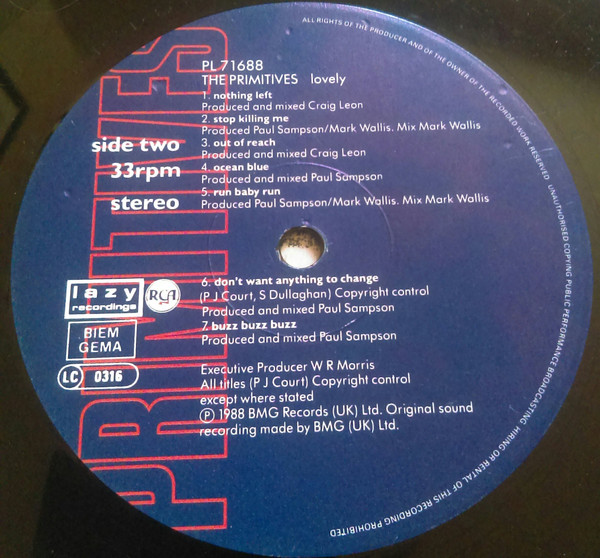 PL 71688
THE PRIMITIVES lovely
1. nothing left
Produced and mixed Craig Leon
2. stop killing me
Produced Paul Sampson/Mark Wallis. Mix Mark Wallis
3. out of reach
Produced and mixed Craig Leon
4. ocean blue
Produced and mixed Paul Sampson
5. run baby run
Produced Paul Sampson/Mark Wallis. Mix Mark Wallis
side two
33rpm
stereo
6. don't want anything to change
(P J Court, S Dullaghan) Copyright control
Produced and mixed Paul Sampson
7. buzz buzz buzz
Produced and mixed Paul Sampson
lazy
recordings
RCA
BIEM
GEMA
LC 0316
Executive Producer W R Morris
All titles (P J Court) Copyright control
except where stated
Ⓟ 1988 BMG Records (UK) Ltd. Original sound
recording made by BMG (UK) Ltd.
PRIMITIVES
ALL RIGHTS OF THE PRODUCER AND OF THE OWNER OF THE RECORDED WORK RESERVED UNAUTHORISED COPYING PUBLIC PERFORMANCE BROADCASTING HIRING OR RENTAL OF THIS RECORDING PROHIBITED